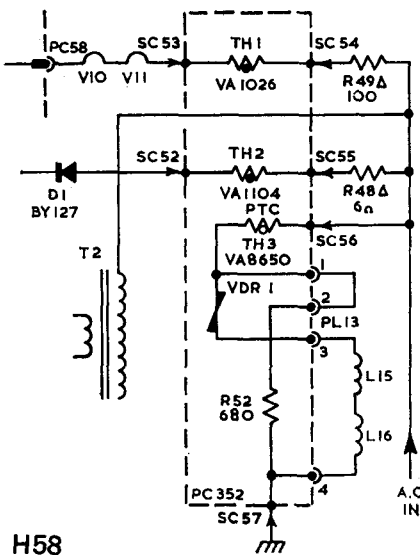 PC58
V10
V11
SC53
TH1
VA1026
SC54
R49Δ
100
SC52
TH2
VA1104
SC55
R48Δ
6Ω
D1
BY127
PTC
TH3
VA8650
SC56
T2
VDR 1
1
2
PL13
3
R52
680
L15
L16
4
PC352
SC57
A.C
IN
H58